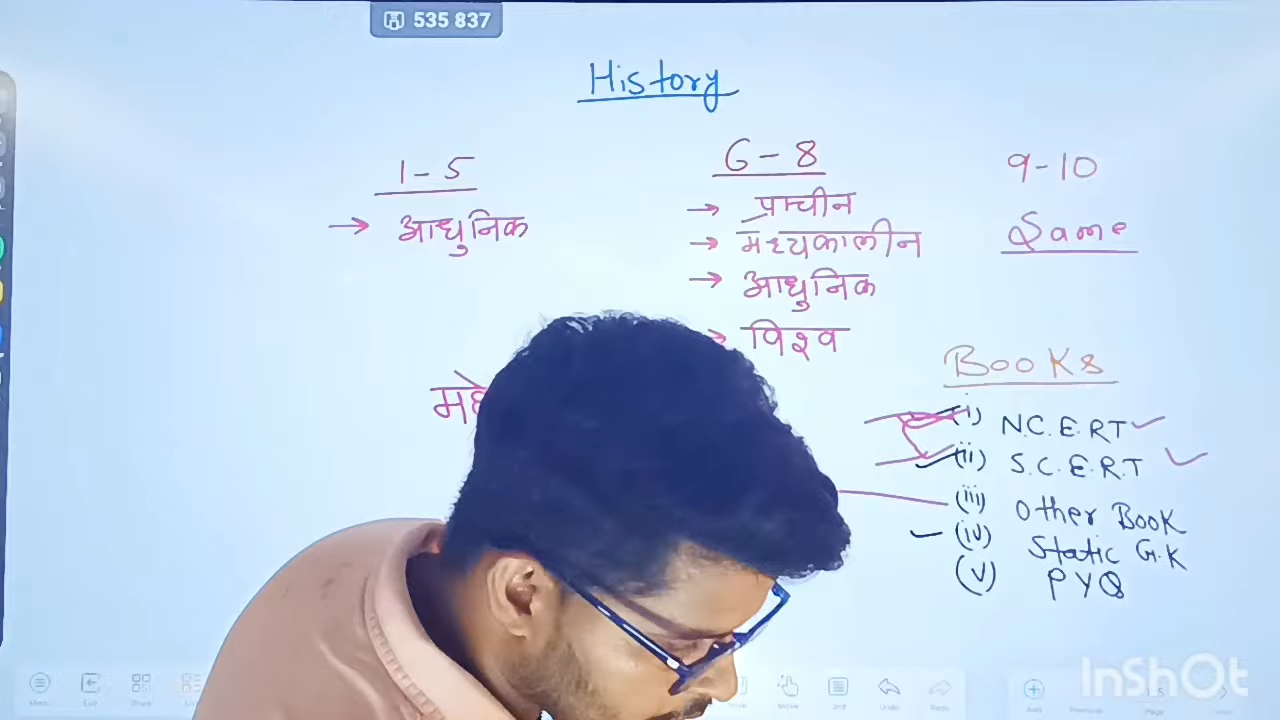 535 837
History
1-5
→ आधुनिक
6-8
→ प्राचीन
→ मध्यकालीन
→ आधुनिक
→ विश्व
9-10
Same
Books
(i) N.C.E.RT
(ii) S.C.E.R.T
(iii) Other Book
(iv) Static G.K
(v) PYQ
InShOt